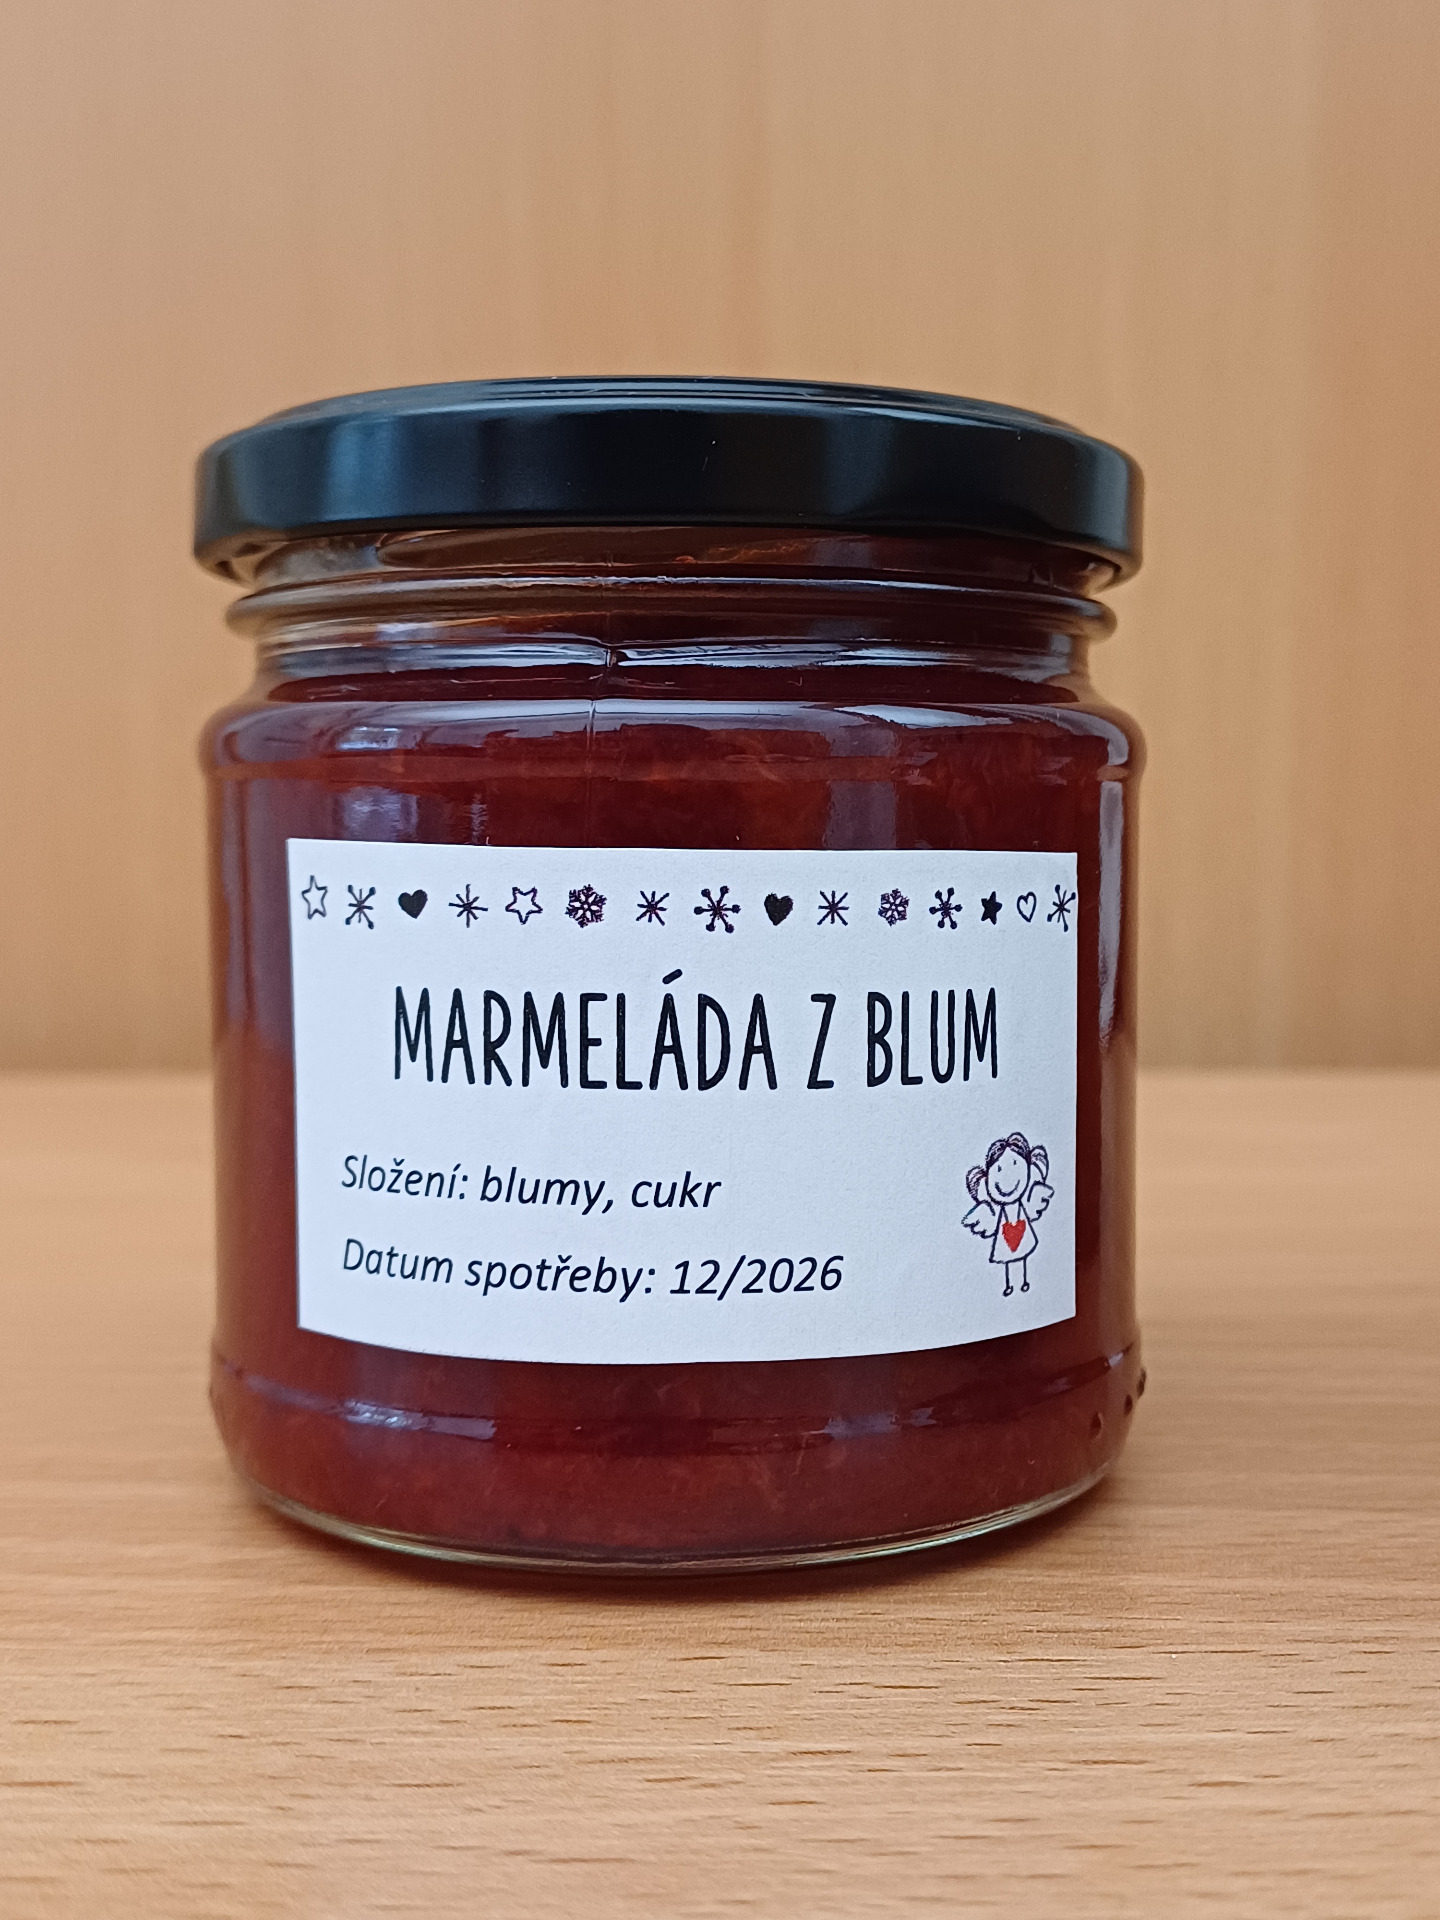 MARMELÁDA Z BLUM
Složení: blumy, cukr
Datum spotřeby: 12/2026